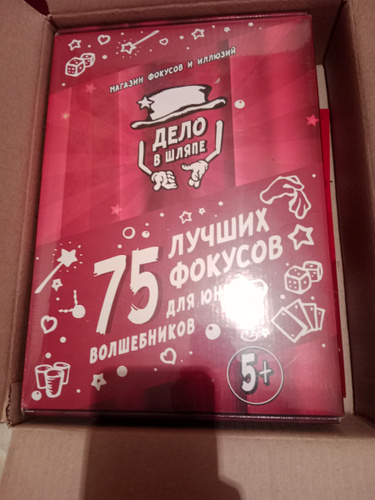 МАГАЗИН ФОКУСОВ И ИЛЛЮЗИЙ
ДЕЛО
В ШЛЯПЕ
75 ЛУЧШИХ
ФОКУСОВ
ДЛЯ
ВОЛШЕБНИКОВ
5+